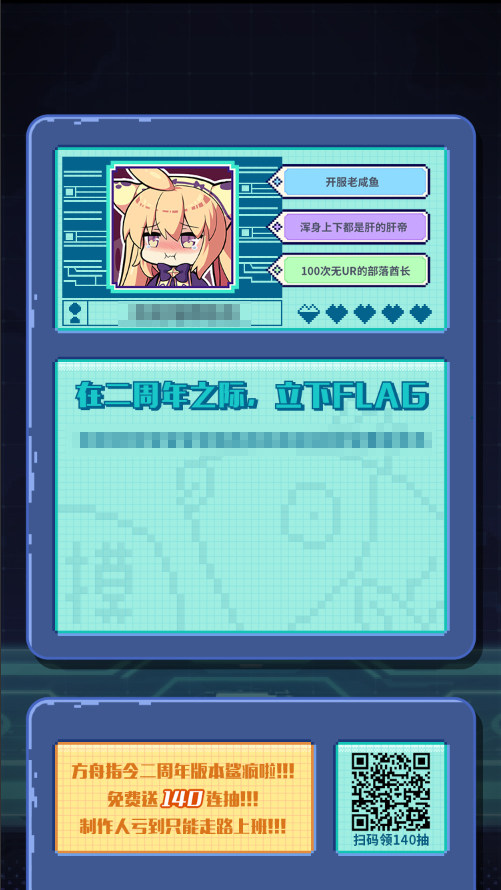 开服老咸鱼
浑身上下都是肝的肝帝
100次无UR的部落酋长
在二周年之际，立下FLAG
摸
方舟指令二周年版本鲨疯啦!!!
免费送140连抽!!!
制作人亏到只能走路上班!!!
扫码领140抽